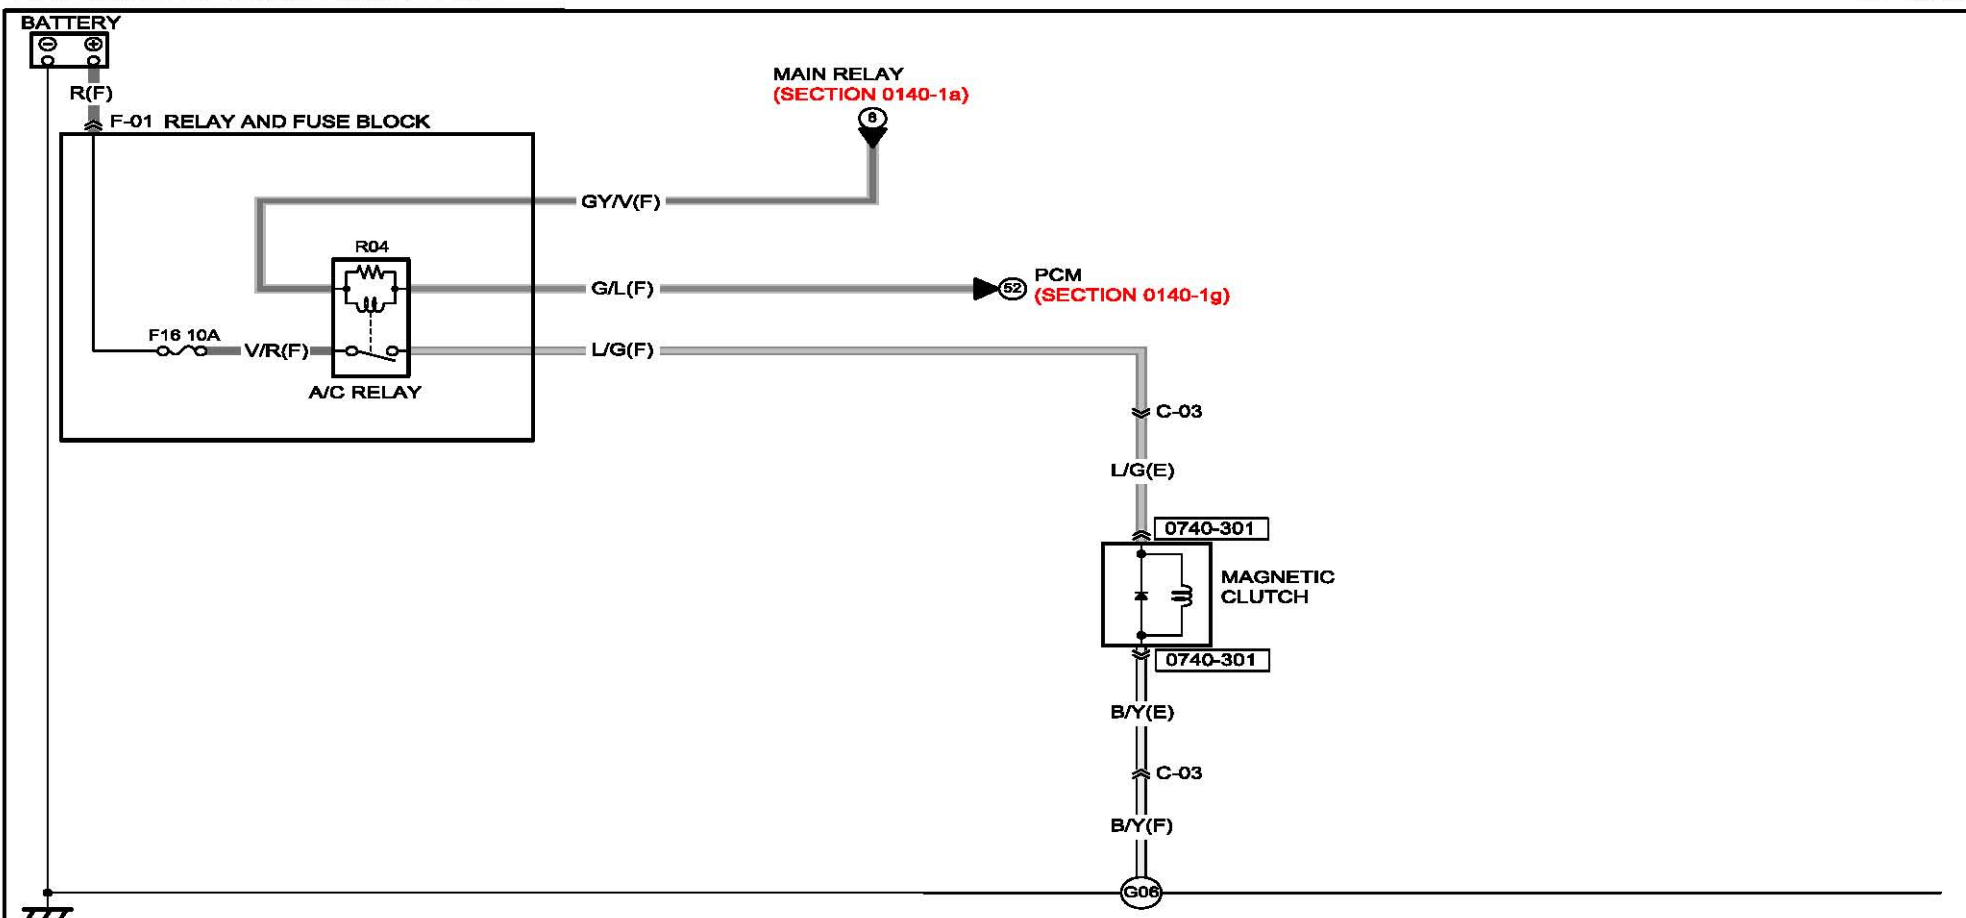 BATTERY
R(F)
F-01 RELAY AND FUSE BLOCK
MAIN RELAY
(SECTION 0140-1a)
GY/V(F)
R04
G/L(F)
52
PCM
(SECTION 0140-1g)
F16 10A
V/R(F)
L/G(F)
A/C RELAY
C-03
L/G(E)
0740-301
MAGNETIC
CLUTCH
0740-301
B/Y(E)
C-03
B/Y(F)
G06